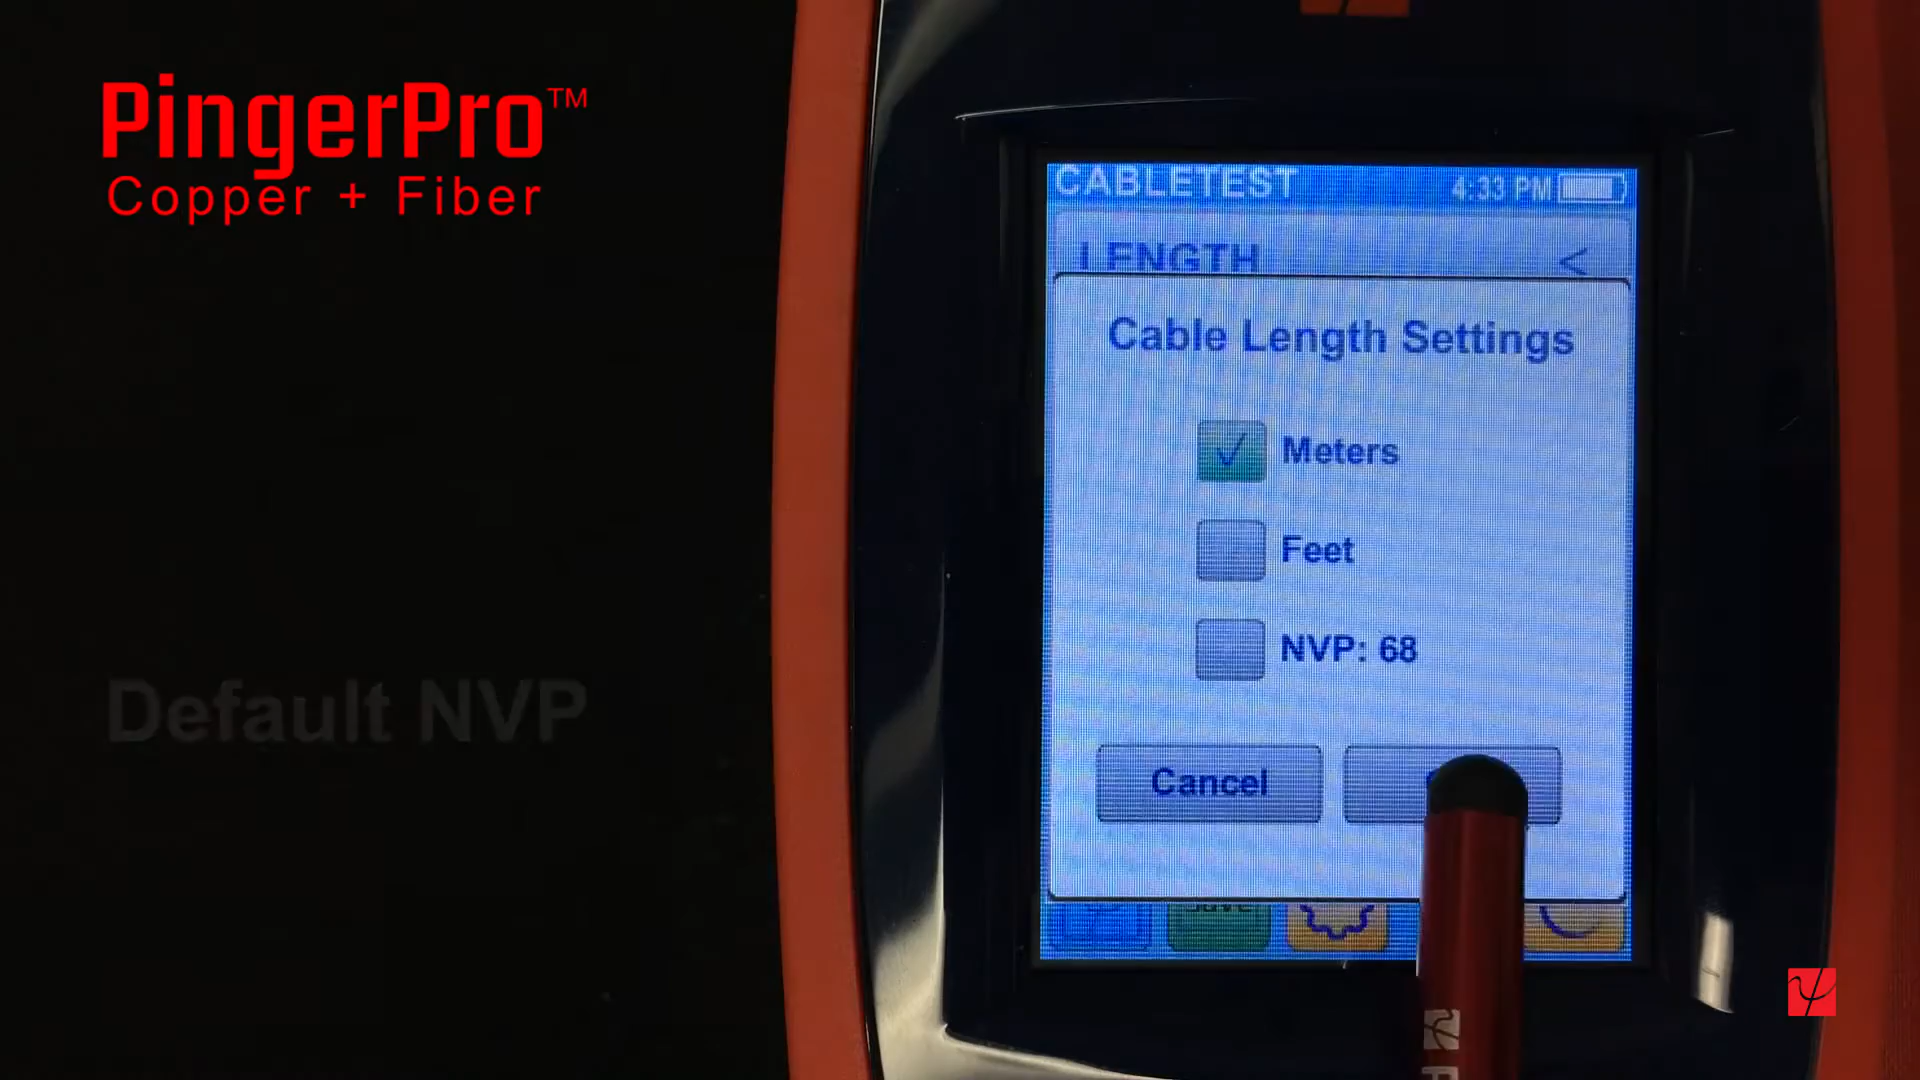 PingerPro™
Copper + Fiber
Default NVP
CABLETEST 4:33 PM
LENGTH <
Cable Length Settings
Meters
Feet
NVP: 68
Cancel